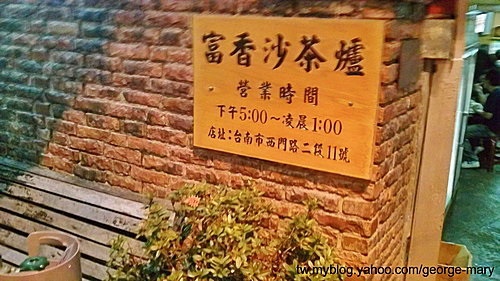 富香沙茶爐
營業時間
下午5:00～凌晨1:00
店址:台南市西門路二段11號
tw.myblog.yahoo.com/george-mary